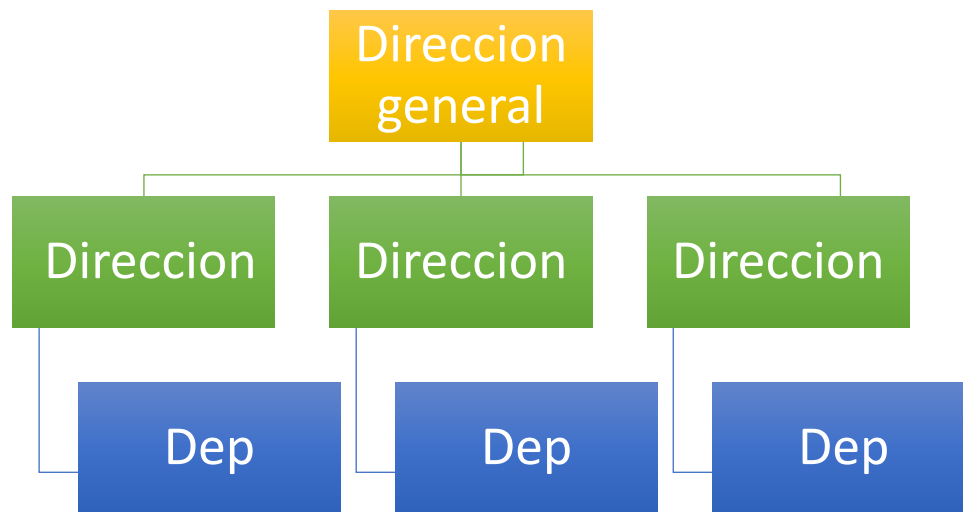 Direccion
general
Direccion
Direccion
Direccion
Dep
Dep
Dep